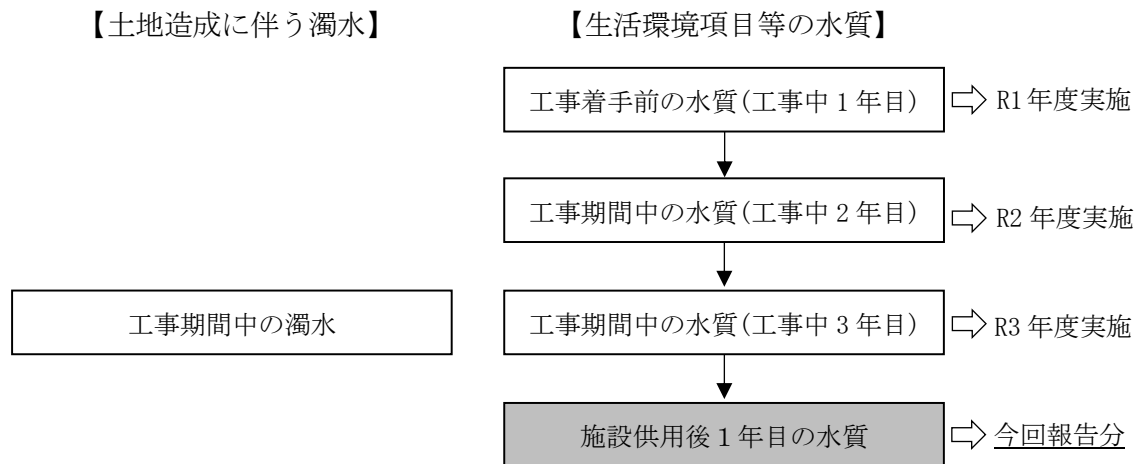 【土地造成に伴う濁水】 【生活環境項目等の水質】
工事着手前の水質(工事中1年目) R1年度実施
工事期間中の水質(工事中2年目) R2年度実施
工事期間中の濁水 工事期間中の水質(工事中3年目) R3年度実施
施設供用後1年目の水質 今回報告分